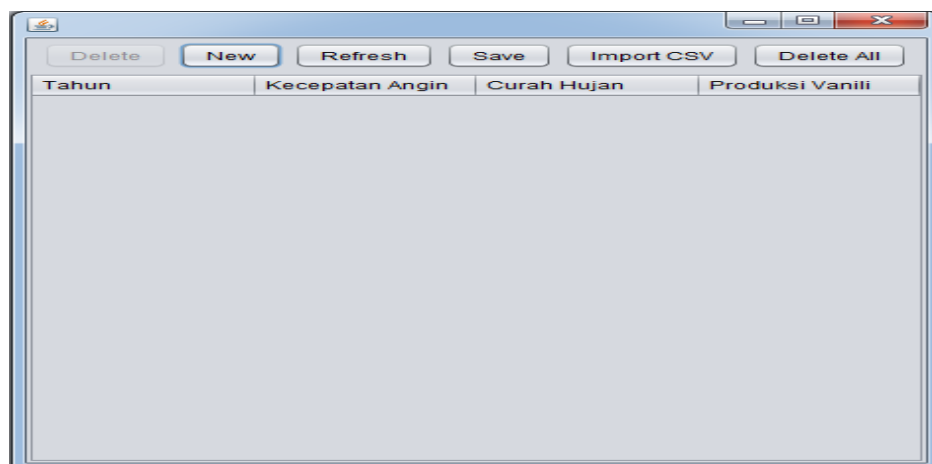 Delete New Refresh Save Import CSV Delete All
Tahun Kecepatan Angin Curah Hujan Produksi Vanili